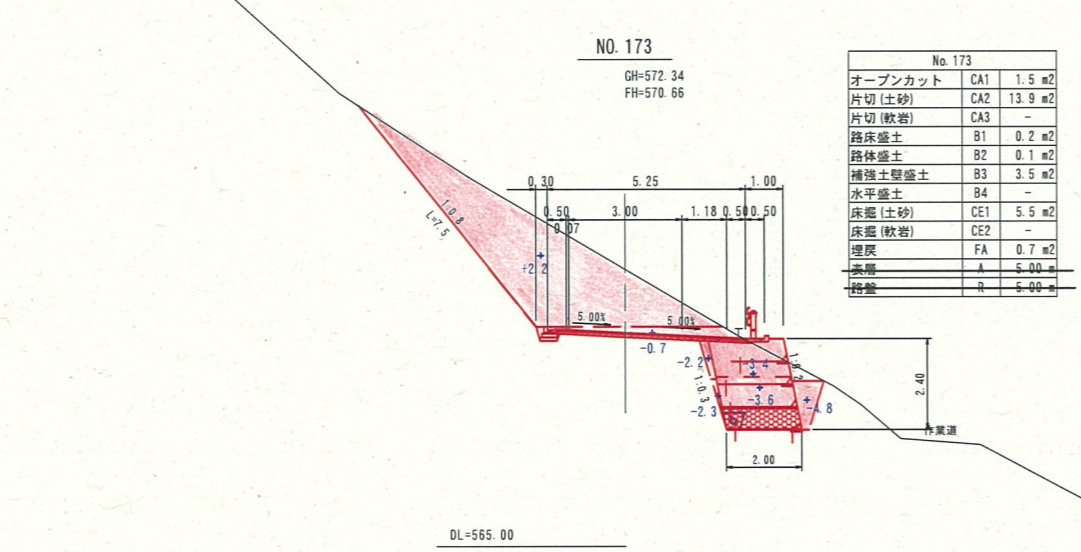 NO. 173
GH=572. 34
FH=570. 66
No. 173
オープンカット CA1 1. 5 m2
片切 (土砂) CA2 13. 9 m2
片切 (軟岩) CA3 -
路床盛土 B1 0. 2 m2
路体盛土 B2 0. 1 m2
補強土壁盛土 B3 3. 5 m2
水平盛土 B4 -
床掘 (土砂) CE1 5. 5 m2
床掘 (軟岩) CE2 -
埋戻 FA 0. 7 m2
表層 A 5.00 m
路盤 R 5.00 m
0. 30 5. 25 1. 00
0. 50 3. 00 1. 18 0. 50 0. 50
0. 07
1:0. 8
L=7. 5
+2. 2
5. 00% 5. 00%
-0. 7
-2. 2
-3. 4
1:0. 3
-3. 6
-2. 3
-4. 8
2. 40
作業道
2. 00
DL=565. 00